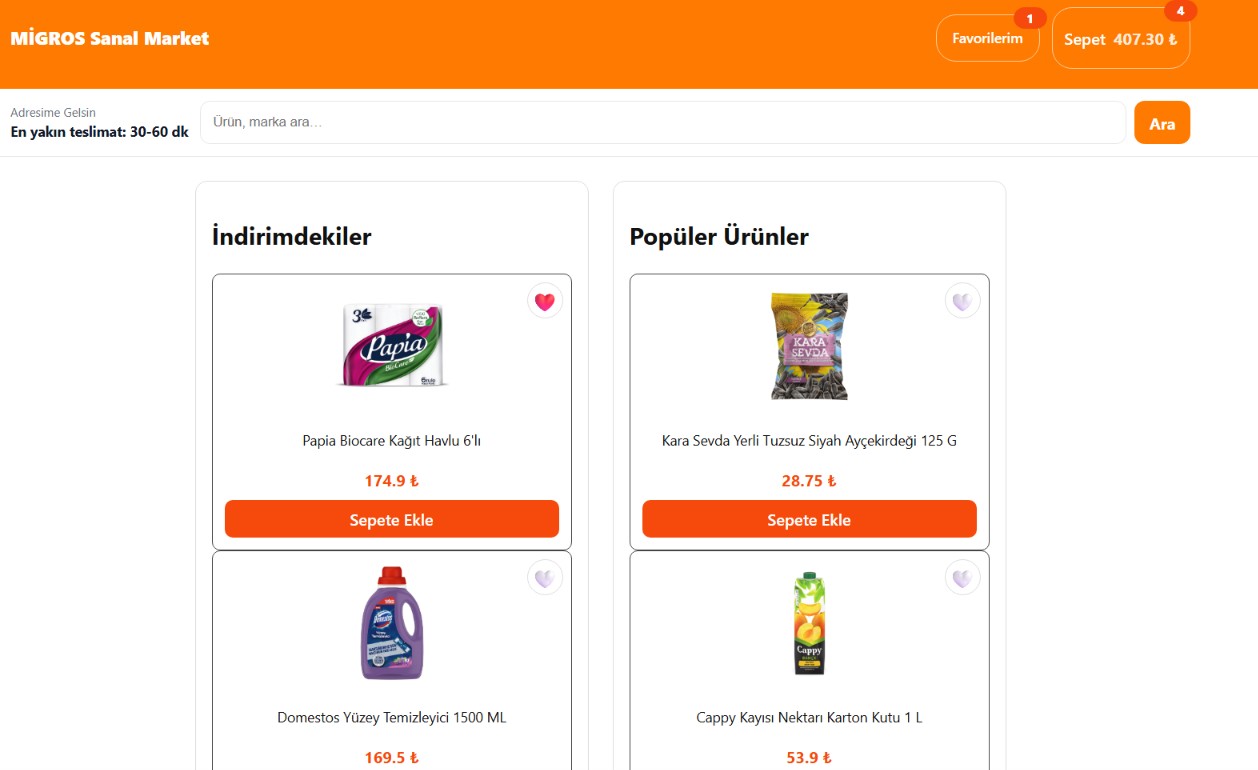 MİGROS Sanal Market
Favorilerim
1
Sepet 407.30 ₺
4
Adresime Gelsin
En yakın teslimat: 30-60 dk
Ürün, marka ara…
Ara
İndirimdekiler
3
Papia
BioCare
Papia Biocare Kağıt Havlu 6'lı
174.9 ₺
Sepete Ekle
Domestos Yüzey Temizleyici 1500 ML
169.5 ₺
Popüler Ürünler
KARA
SEVDA
Kara Sevda Yerli Tuzsuz Siyah Ayçekirdeği 125 G
28.75 ₺
Sepete Ekle
Cappy
Cappy Kayısı Nektarı Karton Kutu 1 L
53.9 ₺